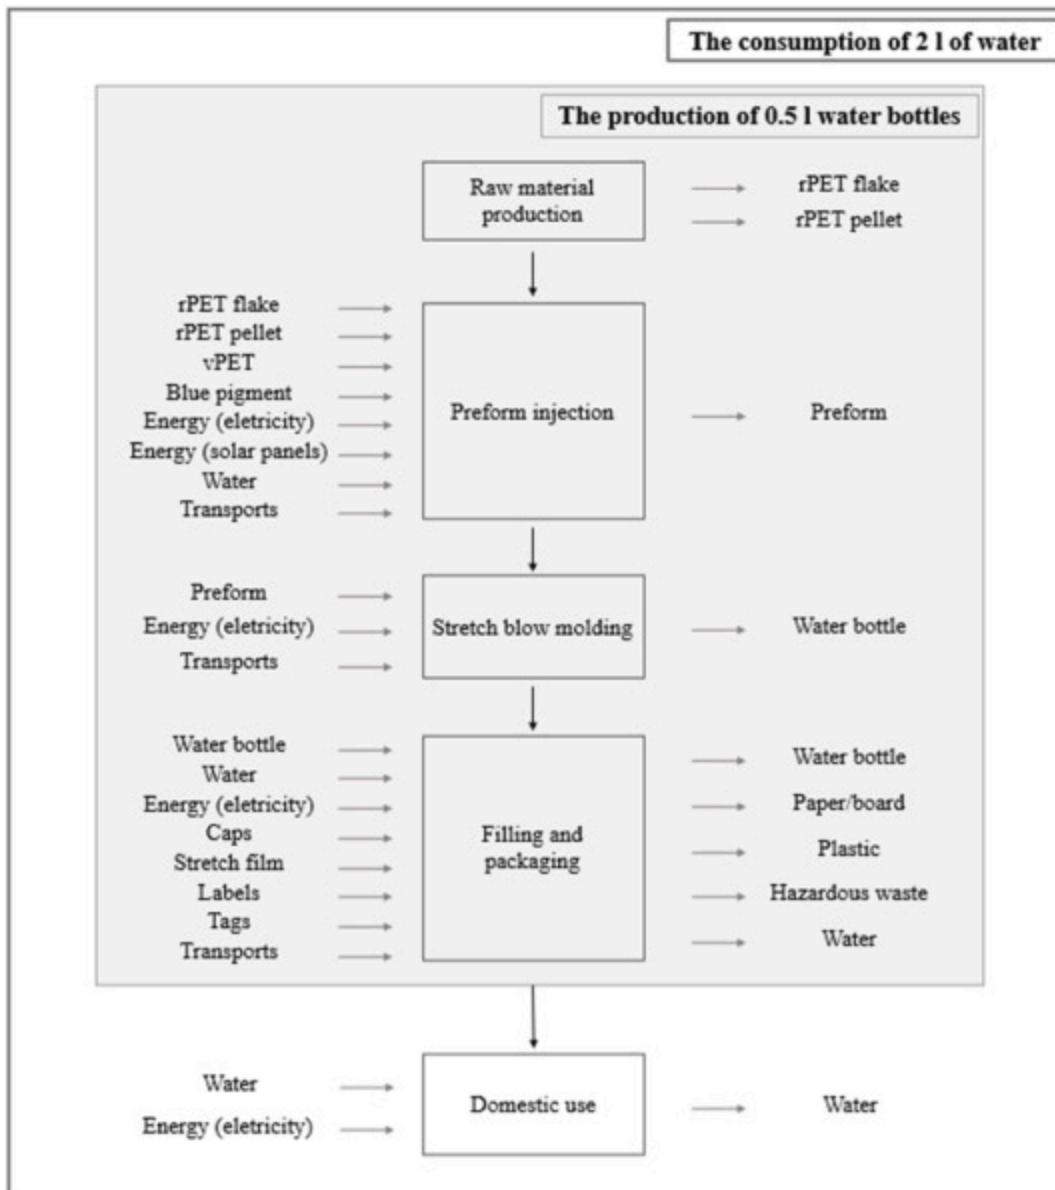 The consumption of 2 l of water
The production of 0.5 l water bottles
Raw material
production
rPET flake
rPET pellet
rPET flake
rPET pellet
vPET
Blue pigment
Energy (eletricity)
Energy (solar panels)
Water
Transports
Preform injection
Preform
Preform
Energy (eletricity)
Transports
Stretch blow molding
Water bottle
Water bottle
Water
Energy (eletricity)
Caps
Stretch film
Labels
Tags
Transports
Filling and
packaging
Water bottle
Paper/board
Plastic
Hazardous waste
Water
Water
Energy (eletricity)
Domestic use
Water